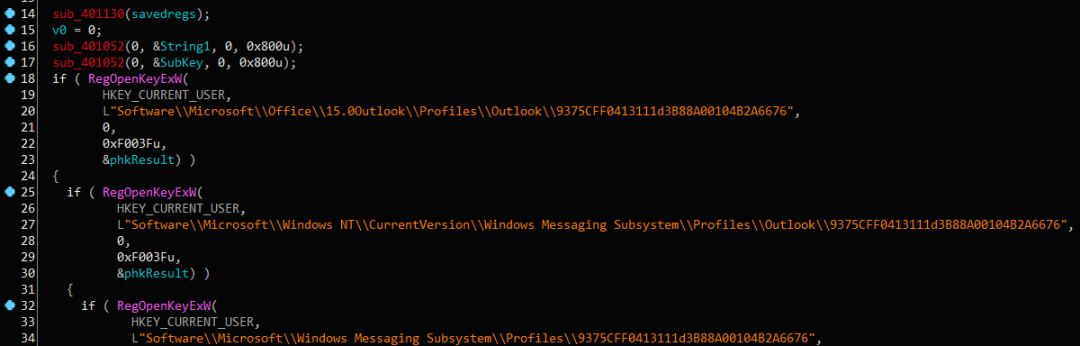 14 sub_401130(savedregs);
15 v0 = 0;
16 sub_401052(0, &String1, 0, 0x800u);
17 sub_401052(0, &SubKey, 0, 0x800u);
18 if ( RegOpenKeyExW(
19 HKEY_CURRENT_USER,
20 L"Software\\Microsoft\\Office\\15.0Outlook\\Profiles\\Outlook\\9375CFF0413111d3B88A00104B2A6676",
21 0,
22 0xF003Fu,
23 &phkResult) )
24 {
25 if ( RegOpenKeyExW(
26 HKEY_CURRENT_USER,
27 L"Software\\Microsoft\\Windows NT\\CurrentVersion\\Windows Messaging Subsystem\\Profiles\\Outlook\\9375CFF0413111d3B88A00104B2A6676",
28 0,
29 0xF003Fu,
30 &phkResult) )
31 {
32 if ( RegOpenKeyExW(
33 HKEY_CURRENT_USER,
34 L"Software\\Microsoft\\Windows Messaging Subsystem\\Profiles\\9375CFF0413111d3B88A00104B2A6676",